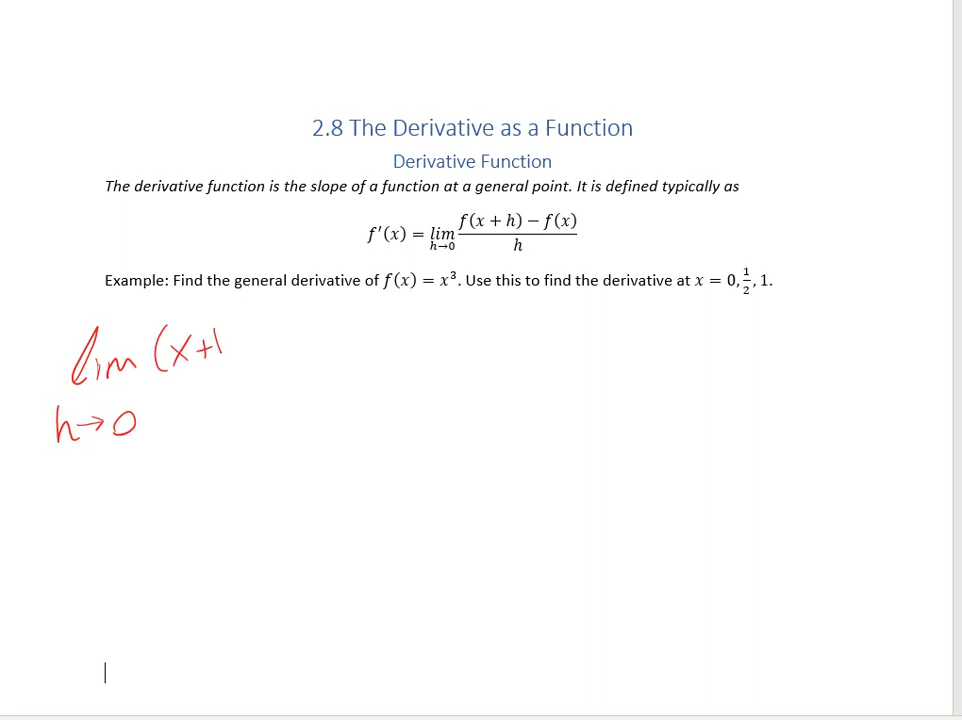 2.8 The Derivative as a Function
Derivative Function
The derivative function is the slope of a function at a general point. It is defined typically as
f'(x) = lim h→0 f(x + h) − f(x) / h
Example: Find the general derivative of f(x) = x³. Use this to find the derivative at x = 0, 1/2, 1.
lim (x+l
h→0